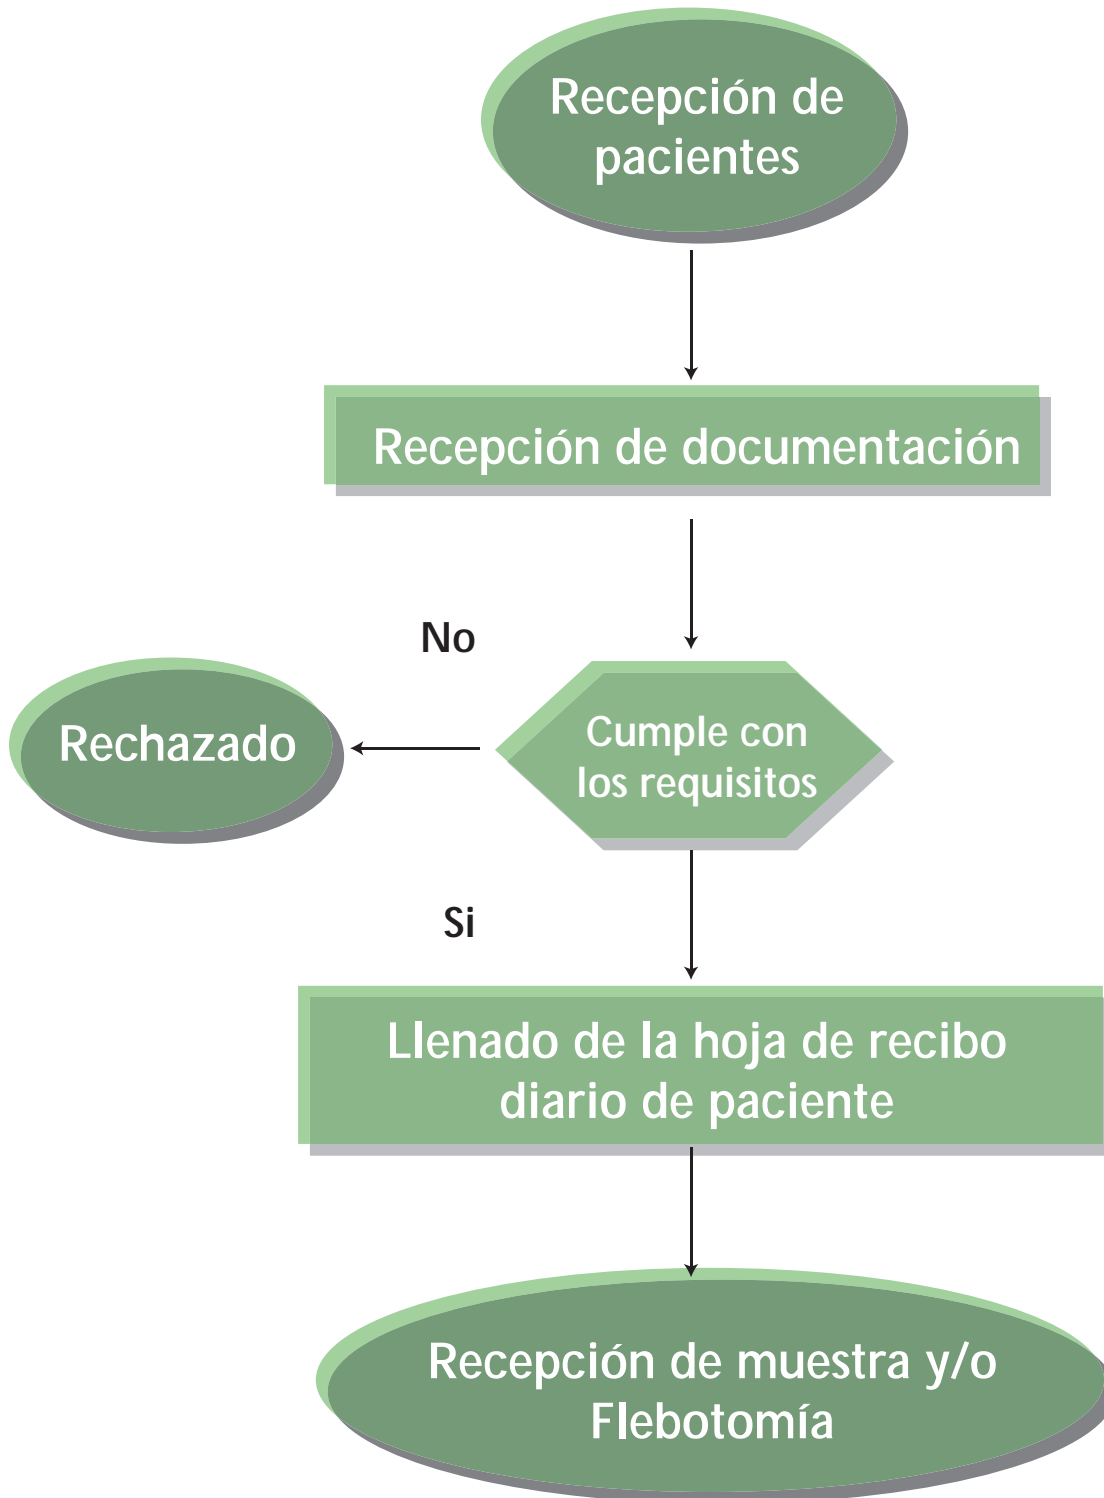 Recepción de
pacientes
Recepción de documentación
No
Rechazado
Cumple con
los requisitos
Si
Llenado de la hoja de recibo
diario de paciente
Recepción de muestra y/o
Flebotomía